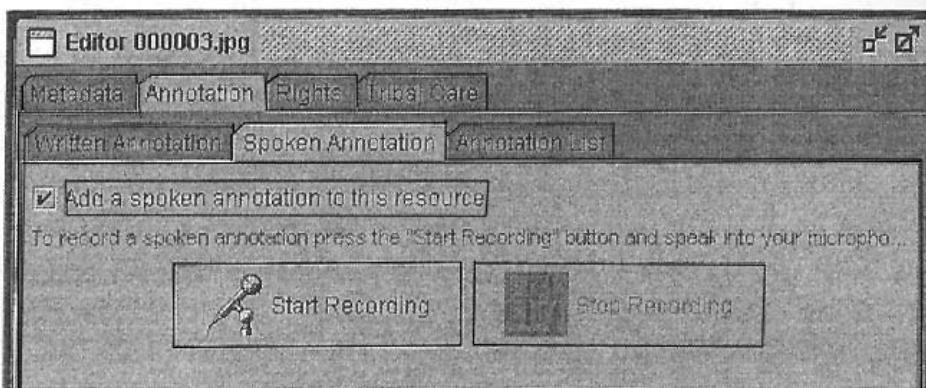 Editor 000003.jpg
Metadata Annotation Rights Tribal Care
Written Annotation Spoken Annotation Annotation List
Add a spoken annotation to this resource
To record a spoken annotation press the "Start Recording" button and speak into your micropho...
Start Recording Stop Recording